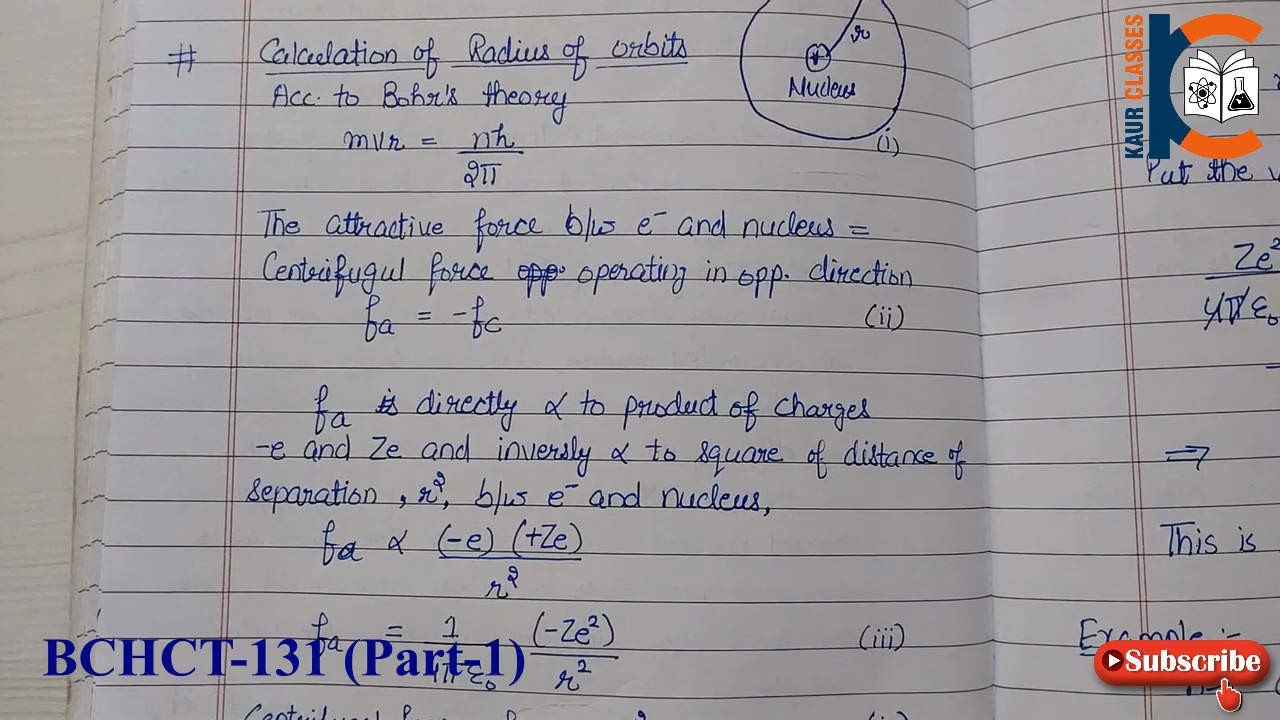 # Calculation of Radius of orbits
Acc. to Bohr's theory
mvr = nh
2π
(i)
r
+
Nucleus
The attractive force b/w e⁻ and nucleus =
Centrifugul force opp. operating in opp. direction
fa = -fc (ii)
fa is directly α to product of charges
-e and Ze and inversly α to square of distance of
separation, r², b/w e⁻ and nucleus,
fa α (-e) (+Ze)
r²
fa = 1 (-Ze²) (iii)
4πε₀ r²
Put the
Ze²
4πε₀
⇒
This is
Example :-
KAUR CLASSES
BCHCT-131 (Part-1)
Subscribe